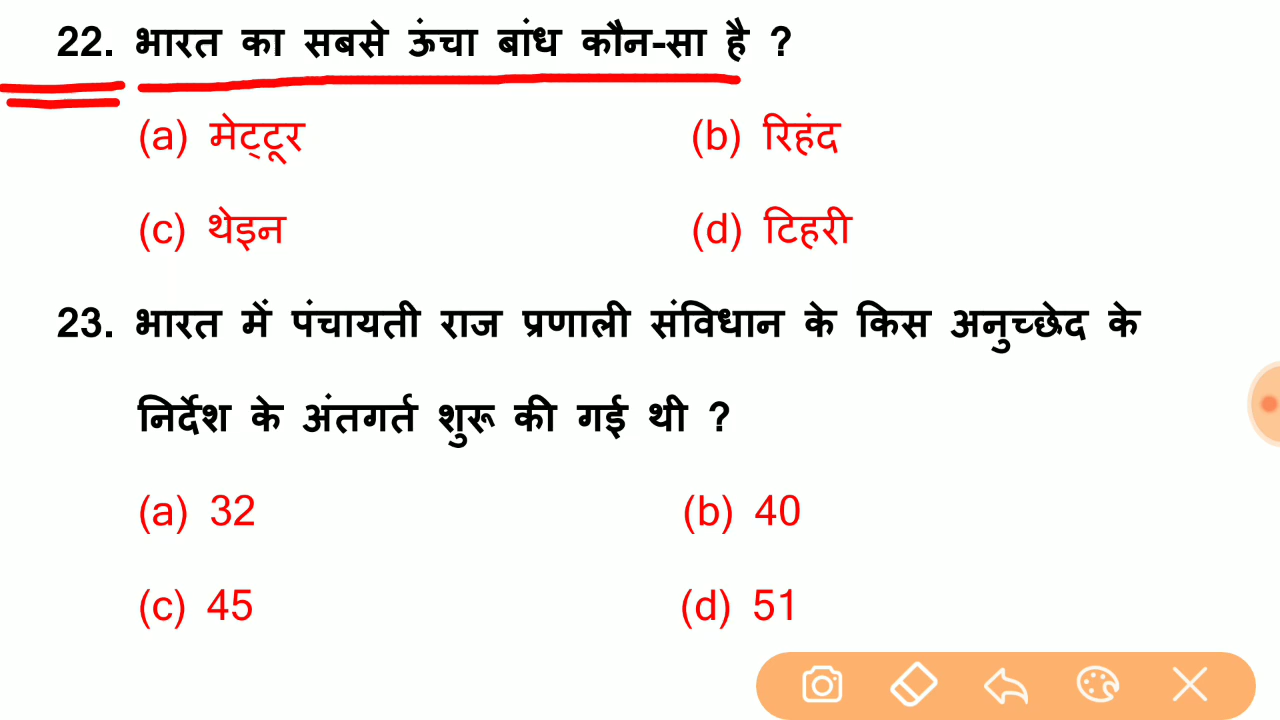 22. भारत का सबसे ऊंचा बांध कौन-सा है ?
(a) मेट्टूर (b) रिहंद
(c) थेइन (d) टिहरी
23. भारत में पंचायती राज प्रणाली संविधान के किस अनुच्छेद के
निर्देश के अंतगर्त शुरू की गई थी ?
(a) 32 (b) 40
(c) 45 (d) 51